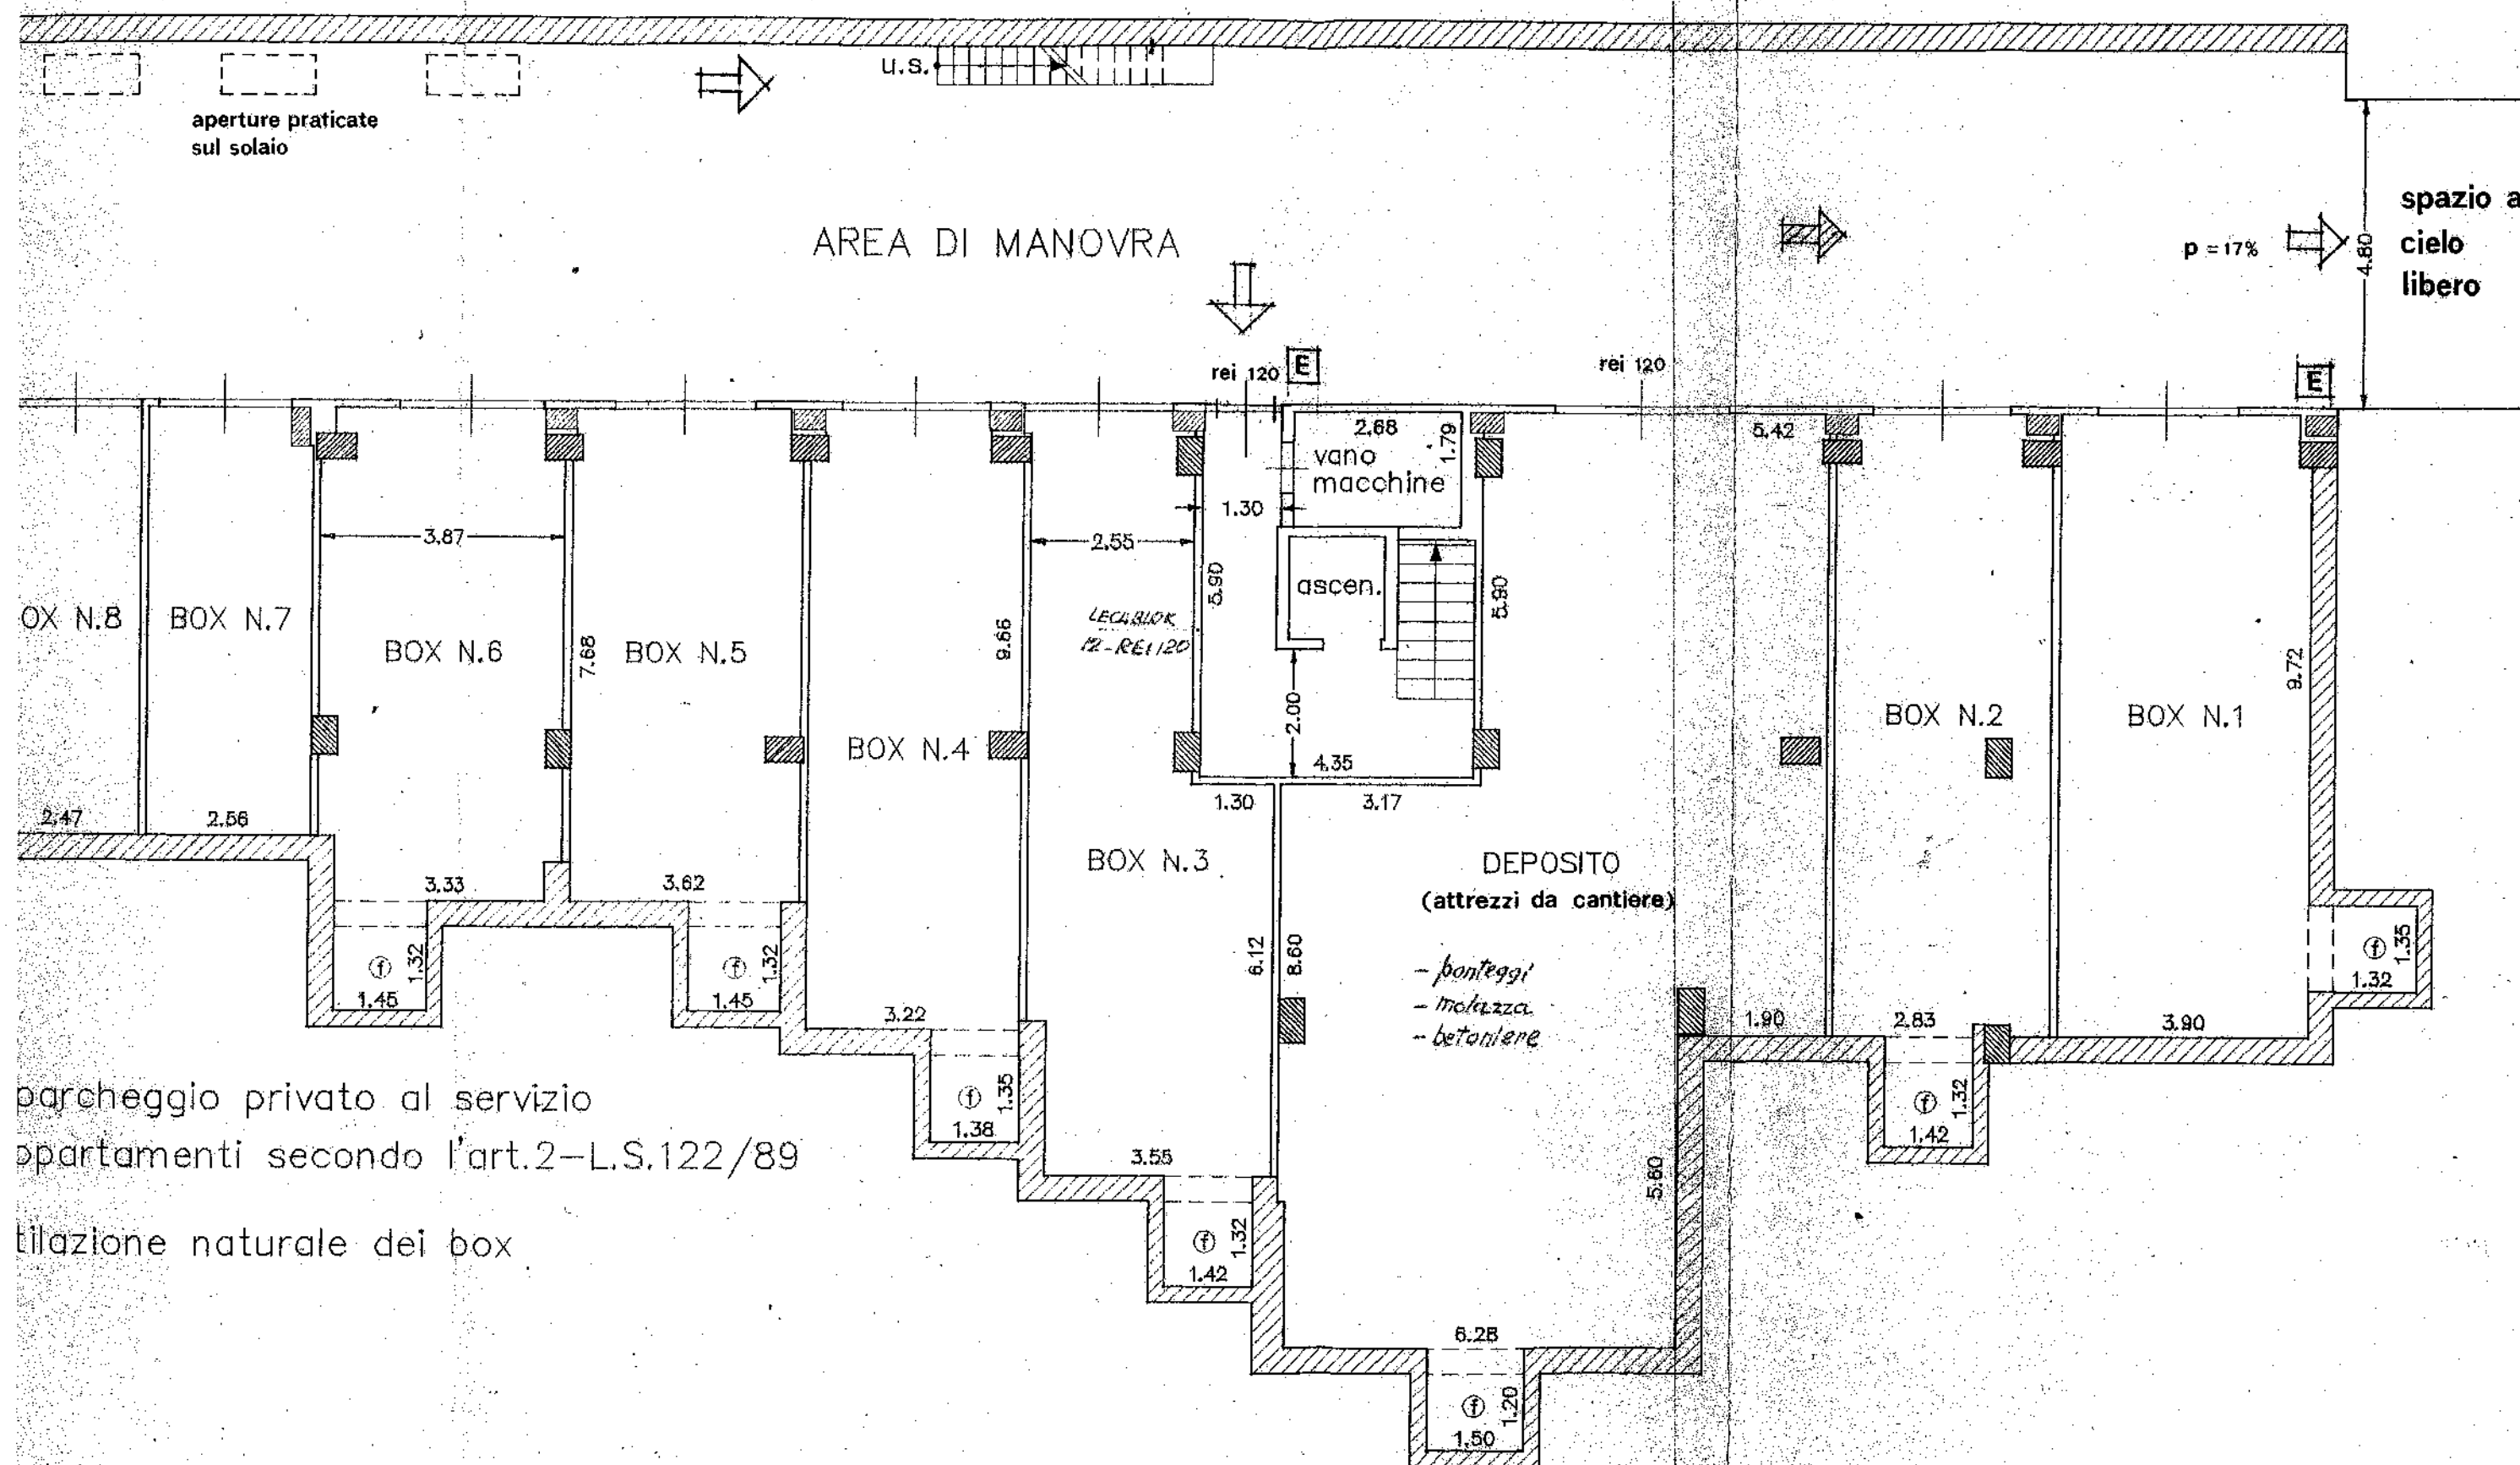 U.S.
aperture praticate
sul solaio
AREA DI MANOVRA
spazio a
cielo
libero
p = 17%
4.80
rei 120
E
rei 120
E
2.68
1.79
vano
macchine
5.42
1.30
3.87
2.55
5.90
ascen.
5.90
LECABLOK
12-REI 120
OX N.8
BOX N.7
BOX N.6
7.68
BOX N.5
9.66
BOX N.4
2.00
4.35
BOX N.2
BOX N.1
9.72
1.30
3.17
2.47
2.56
BOX N.3
DEPOSITO
(attrezzi da cantiere)
3.33
3.62
6.12
8.60
- ponteggi
- molazza
- betoniere
f
1.32
1.45
f
1.32
1.45
f
1.35
1.32
3.22
1.90
2.83
3.90
f
1.35
1.38
f
1.32
1.42
parcheggio privato al servizio
ppartamenti secondo l'art.2-L.S.122/89
3.55
5.60
tilazione naturale dei box
f
1.32
1.42
6.28
f
1.20
1.50